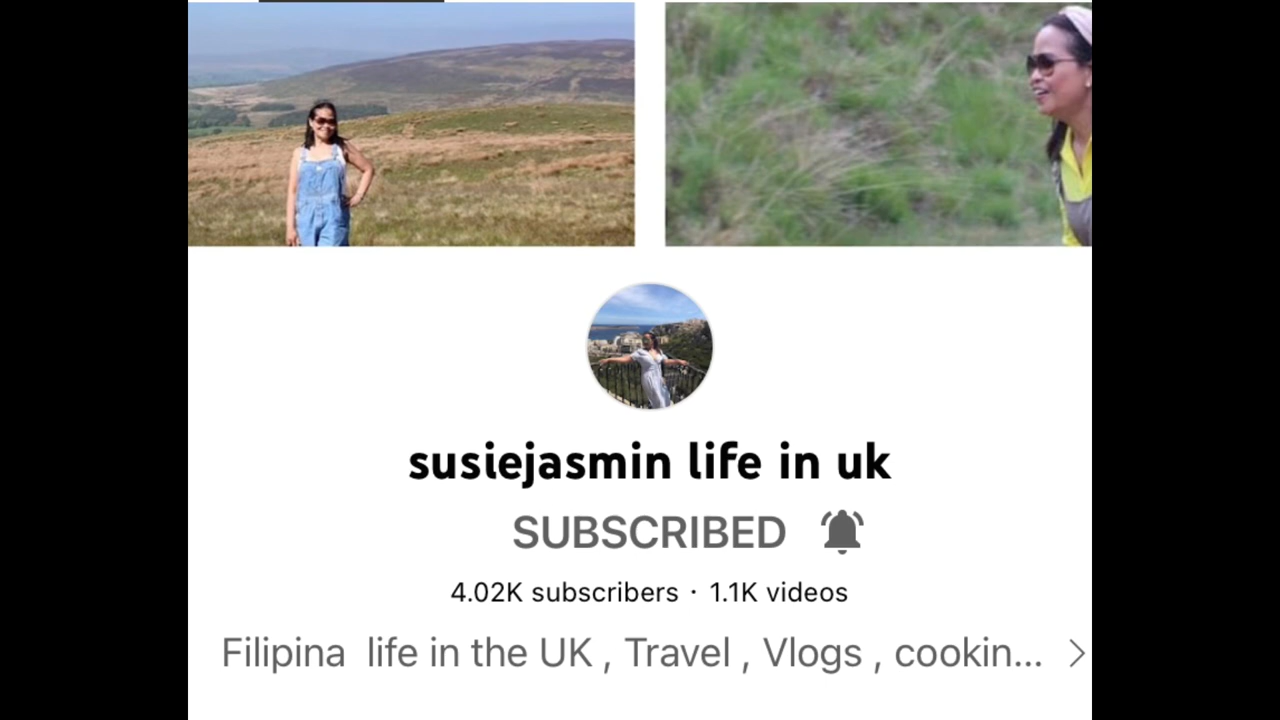 susiejasmin life in uk
SUBSCRIBED
4.02K subscribers · 1.1K videos
Filipina life in the UK , Travel , Vlogs , cookin...